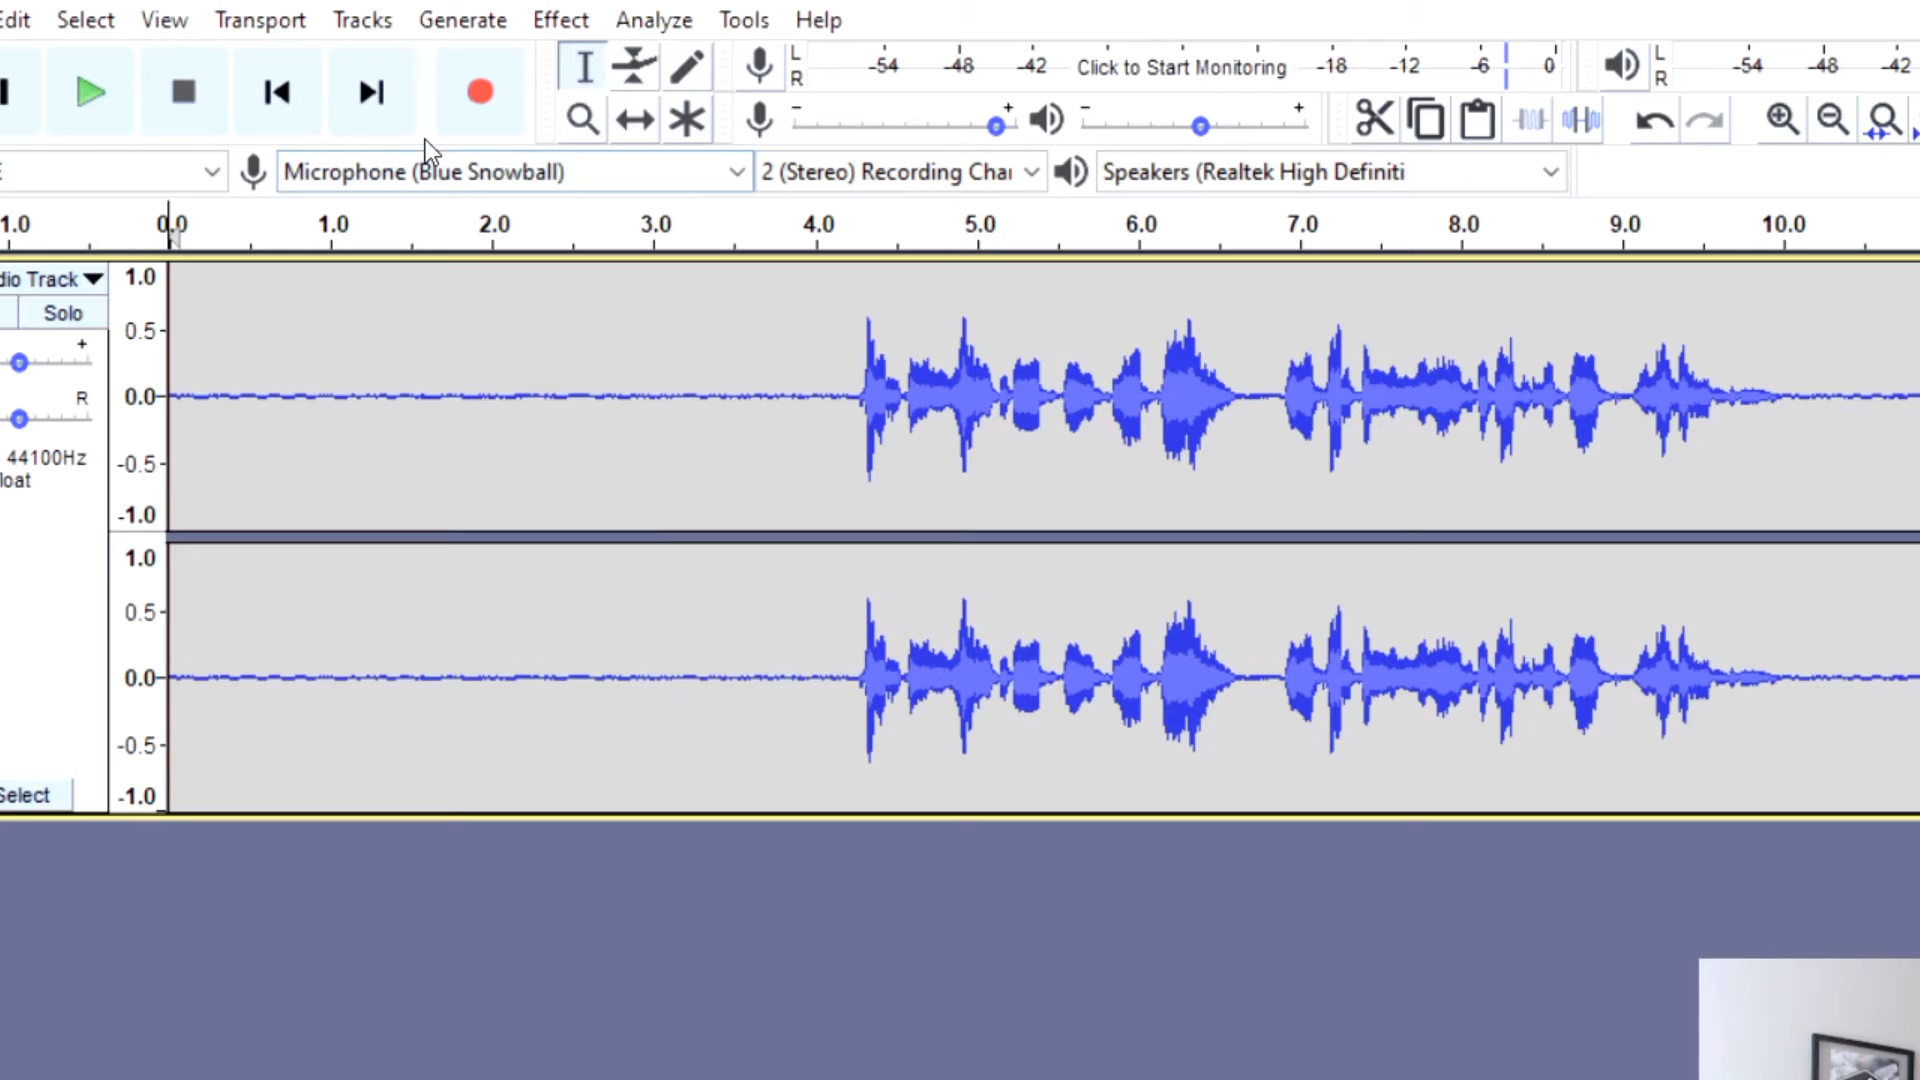 Edit Select View Transport Tracks Generate Effect Analyze Tools Help
L
R
-54 -48 -42 Click to Start Monitoring -18 -12 -6 0
L
R
-54 -48 -42
- +
- +
E Microphone (Blue Snowball) 2 (Stereo) Recording Chai Speakers (Realtek High Definiti
1.0 0.0 1.0 2.0 3.0 4.0 5.0 6.0 7.0 8.0 9.0 10.0
dio Track
Solo
+
R
44100Hz
loat
Select
1.0
0.5
0.0
-0.5
-1.0
1.0
0.5
0.0
-0.5
-1.0